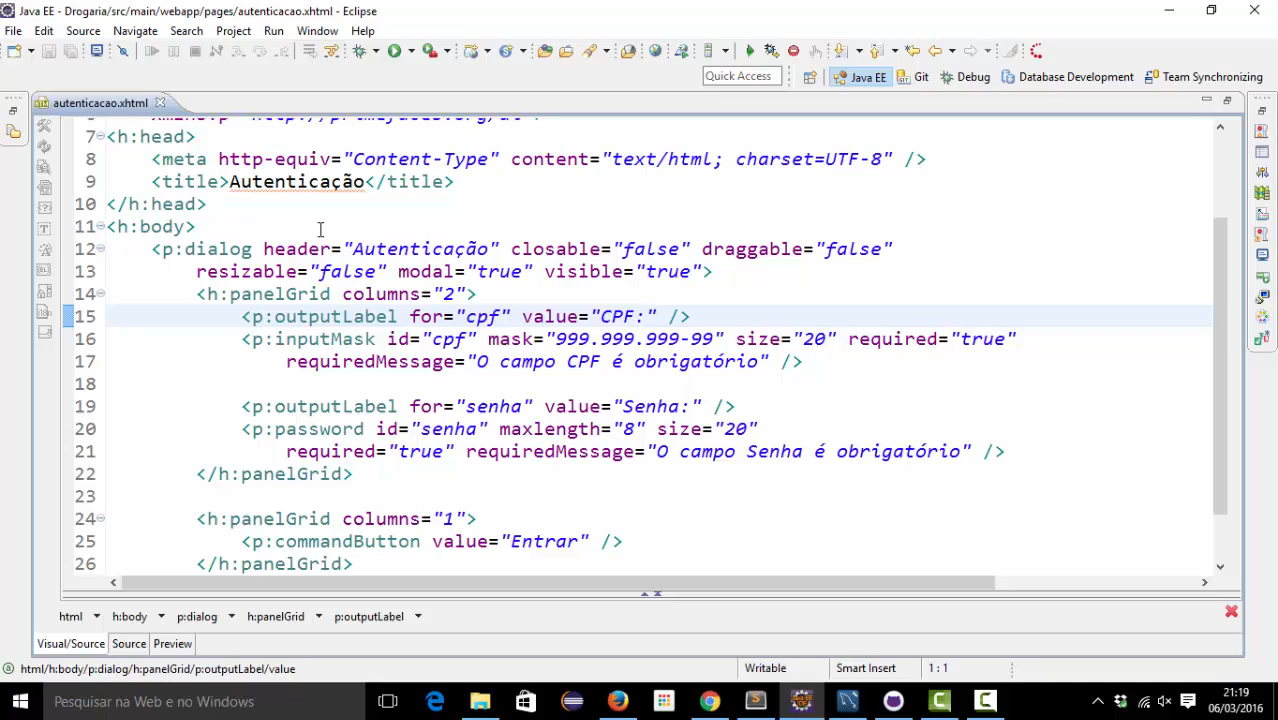 Java EE - Drogaria/src/main/webapp/pages/autenticacao.xhtml - Eclipse
File Edit Source Navigate Search Project Run Window Help
Quick Access
Java EE Git Debug Database Development Team Synchronizing
autenticacao.xhtml
7 <h:head>
8 <meta http-equiv="Content-Type" content="text/html; charset=UTF-8" />
9 <title>Autenticação</title>
10 </h:head>
11 <h:body>
12 <p:dialog header="Autenticação" closable="false" draggable="false"
13 resizable="false" modal="true" visible="true">
14 <h:panelGrid columns="2">
15 <p:outputLabel for="cpf" value="CPF:" />
16 <p:inputMask id="cpf" mask="999.999.999-99" size="20" required="true"
17 requiredMessage="O campo CPF é obrigatório" />
18
19 <p:outputLabel for="senha" value="Senha:" />
20 <p:password id="senha" maxlength="8" size="20"
21 required="true" requiredMessage="O campo Senha é obrigatório" />
22 </h:panelGrid>
23
24 <h:panelGrid columns="1">
25 <p:commandButton value="Entrar" />
26 </h:panelGrid>
html h:body p:dialog h:panelGrid p:outputLabel
Visual/Source Source Preview
html/h:body/p:dialog/h:panelGrid/p:outputLabel/value Writable Smart Insert 1 : 1
Pesquisar na Web e no Windows
21:19
06/03/2016